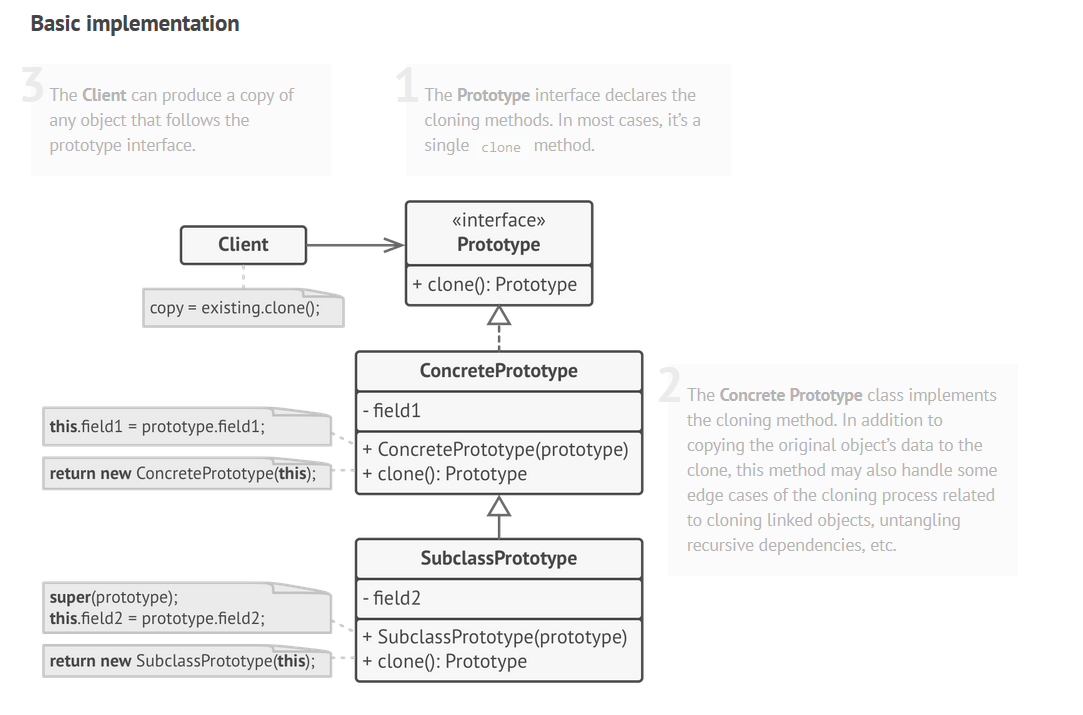 Basic implementation
3
The Client can produce a copy of
any object that follows the
prototype interface.
1
The Prototype interface declares the
cloning methods. In most cases, it’s a
single clone method.
«interface»
Prototype
+ clone(): Prototype
Client
copy = existing.clone();
ConcretePrototype
- field1
+ ConcretePrototype(prototype)
+ clone(): Prototype
this.field1 = prototype.field1;
return new ConcretePrototype(this);
2
The Concrete Prototype class implements
the cloning method. In addition to
copying the original object’s data to the
clone, this method may also handle some
edge cases of the cloning process related
to cloning linked objects, untangling
recursive dependencies, etc.
SubclassPrototype
- field2
+ SubclassPrototype(prototype)
+ clone(): Prototype
super(prototype);
this.field2 = prototype.field2;
return new SubclassPrototype(this);